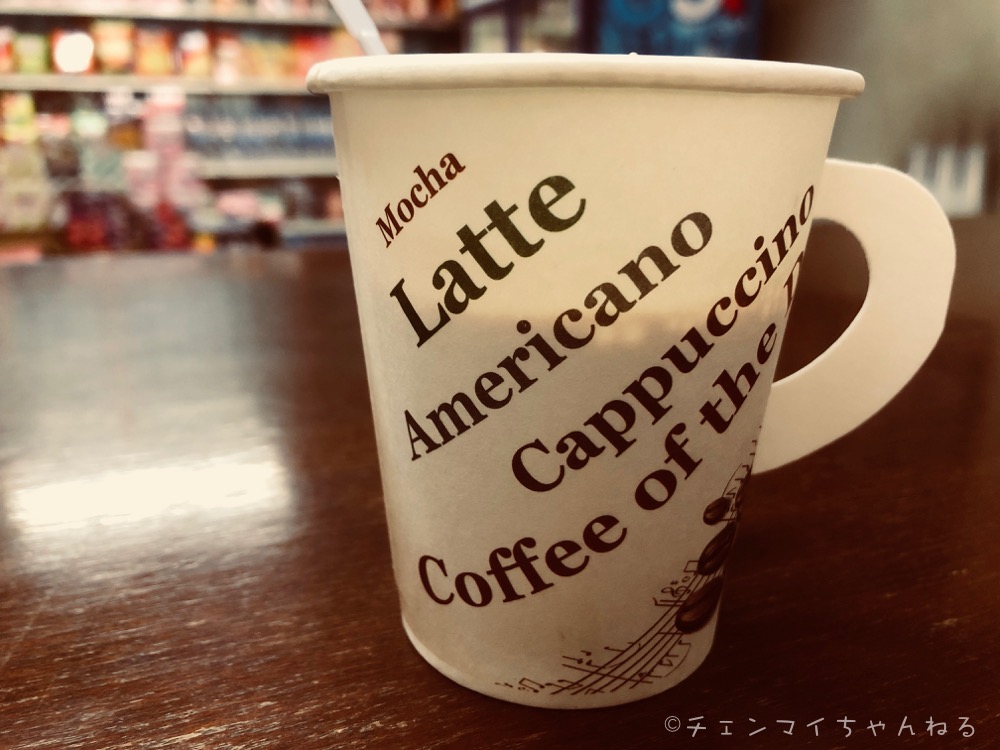 Mocha
Latte
Americano
Cappuccino
Coffee of the
©チェンマイちゃんねる